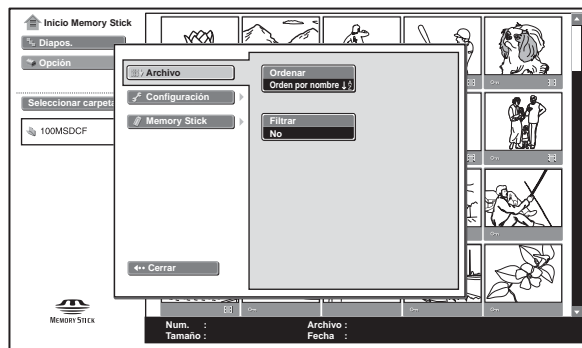 Inicio Memory Stick
Diapos.
Opción
Seleccionar carpeta
100MSDCF
Archivo
Configuración
Memory Stick
Cerrar
Ordenar
Orden por nombre
Filtrar
No
MEMORY STICK
Num. :
Tamaño :
Archivo :
Fecha :